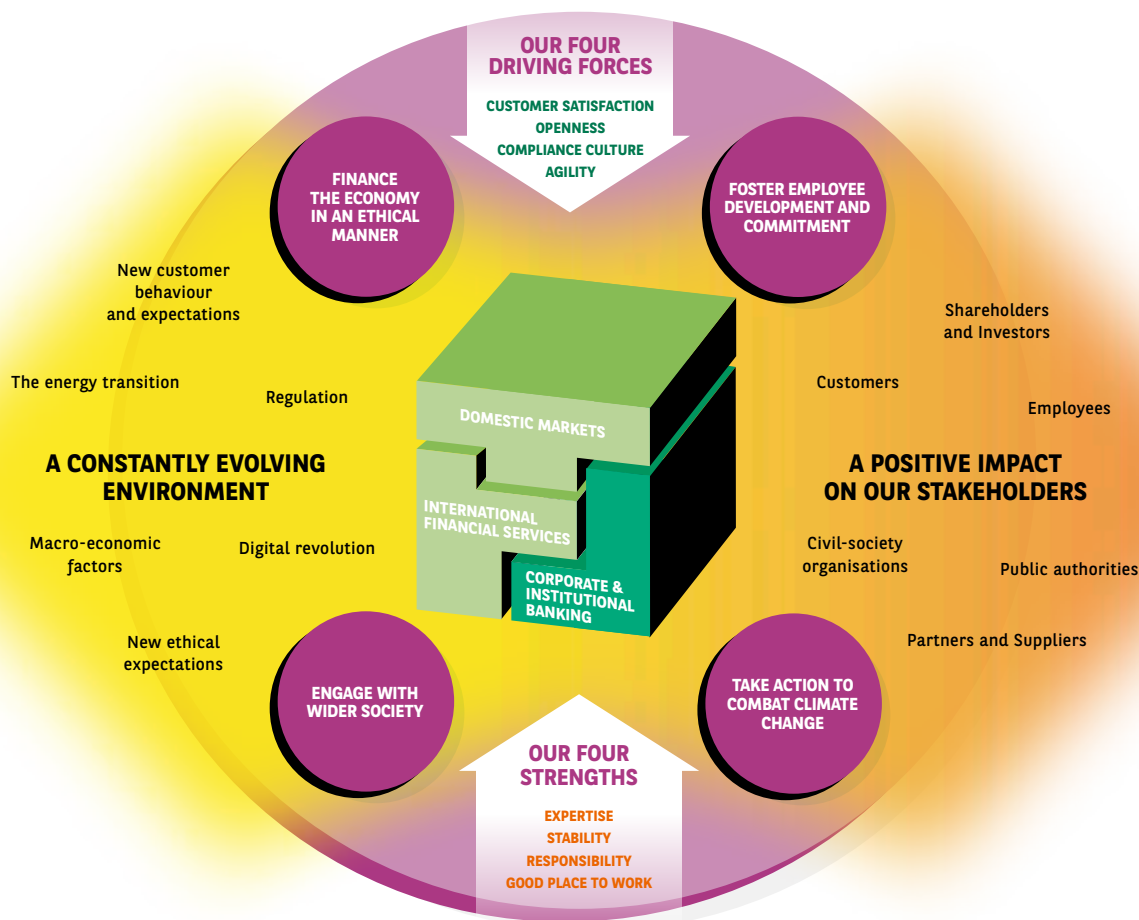 OUR FOUR
DRIVING FORCES
CUSTOMER SATISFACTION
OPENNESS
COMPLIANCE CULTURE
AGILITY
FINANCE
THE ECONOMY
IN AN ETHICAL
MANNER
FOSTER EMPLOYEE
DEVELOPMENT AND
COMMITMENT
New customer
behaviour
and expectations
The energy transition
Regulation
A CONSTANTLY EVOLVING
ENVIRONMENT
Macro-economic
factors
Digital revolution
New ethical
expectations
DOMESTIC MARKETS
INTERNATIONAL
FINANCIAL SERVICES
CORPORATE &
INSTITUTIONAL
BANKING
Shareholders
and Investors
Customers
Employees
A POSITIVE IMPACT
ON OUR STAKEHOLDERS
Civil-society
organisations
Public authorities
Partners and Suppliers
ENGAGE WITH
WIDER SOCIETY
TAKE ACTION TO
COMBAT CLIMATE
CHANGE
OUR FOUR
STRENGTHS
EXPERTISE
STABILITY
RESPONSIBILITY
GOOD PLACE TO WORK